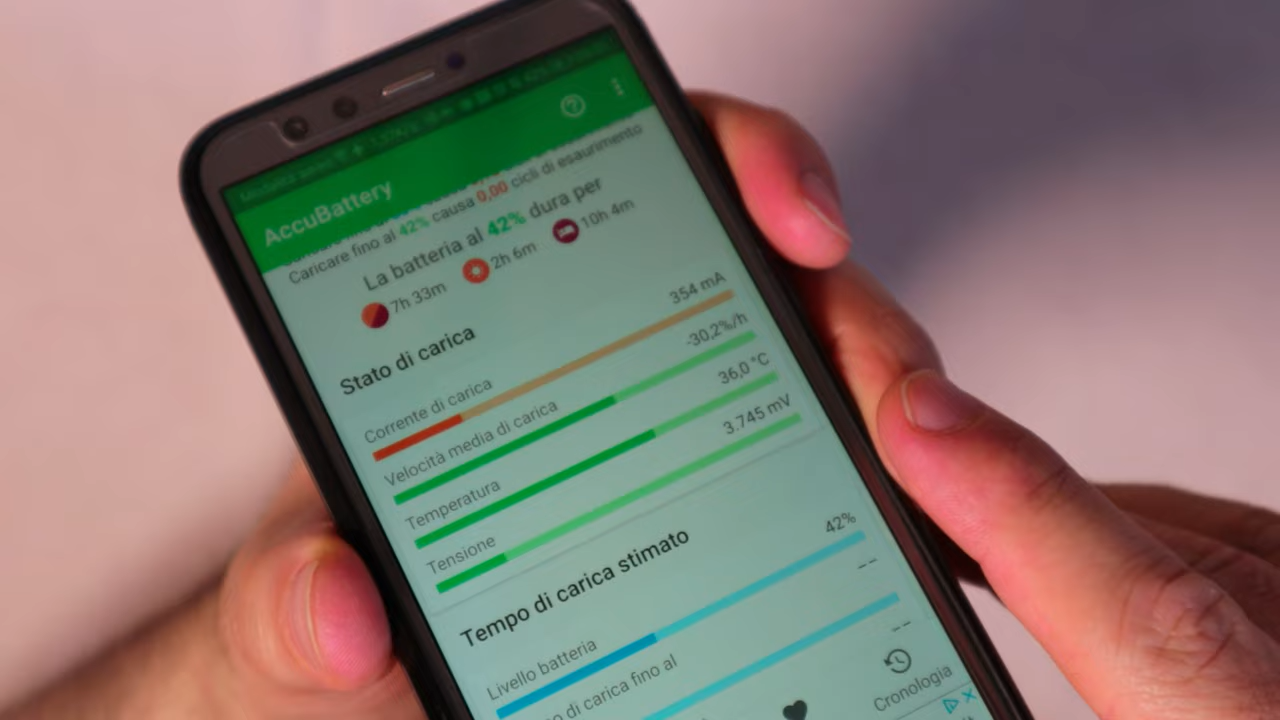 AccuBattery
Caricare fino al 42% causa 0,00 cicli di esaurimento
La batteria al 42% dura per
7h 33m 2h 6m 10h 4m
Stato di carica
Corrente di carica 354 mA
Velocità media di carica -30,2%/h
Temperatura 36,0 °C
Tensione 3.745 mV
Tempo di carica stimato
Livello batteria 42%
di carica fino al --
--
Cronologia